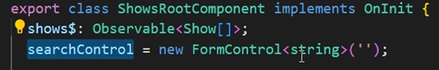 export class ShowsRootComponent implements OnInit {
shows$: Observable<Show[]>;
searchControl = new FormControl<string>('');